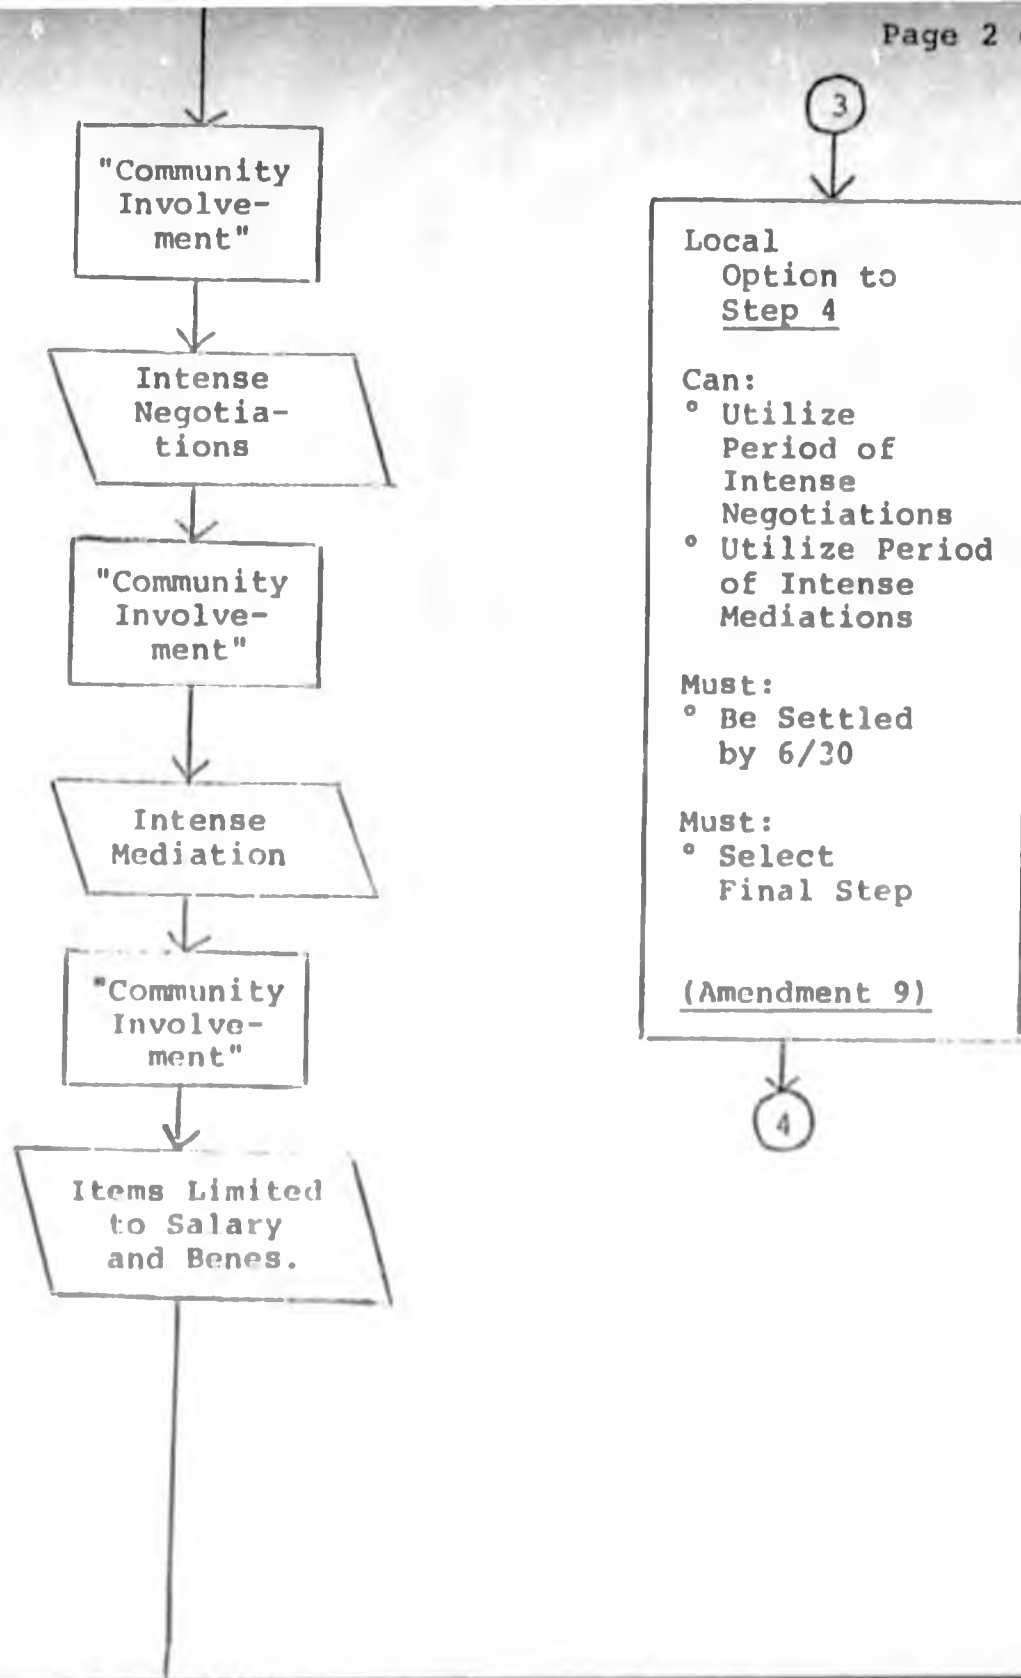 Page 2
"Community
Involve-
ment"
Intense
Negotia-
tions
"Community
Involve-
ment"
Intense
Mediation
"Community
Involve-
ment"
Items Limited
to Salary
and Benes.
3
Local
Option to
Step 4
Can:
° Utilize
Period of
Intense
Negotiations
° Utilize Period
of Intense
Mediations
Must:
° Be Settled
by 6/30
Must:
° Select
Final Step
(Amendment 9)
4